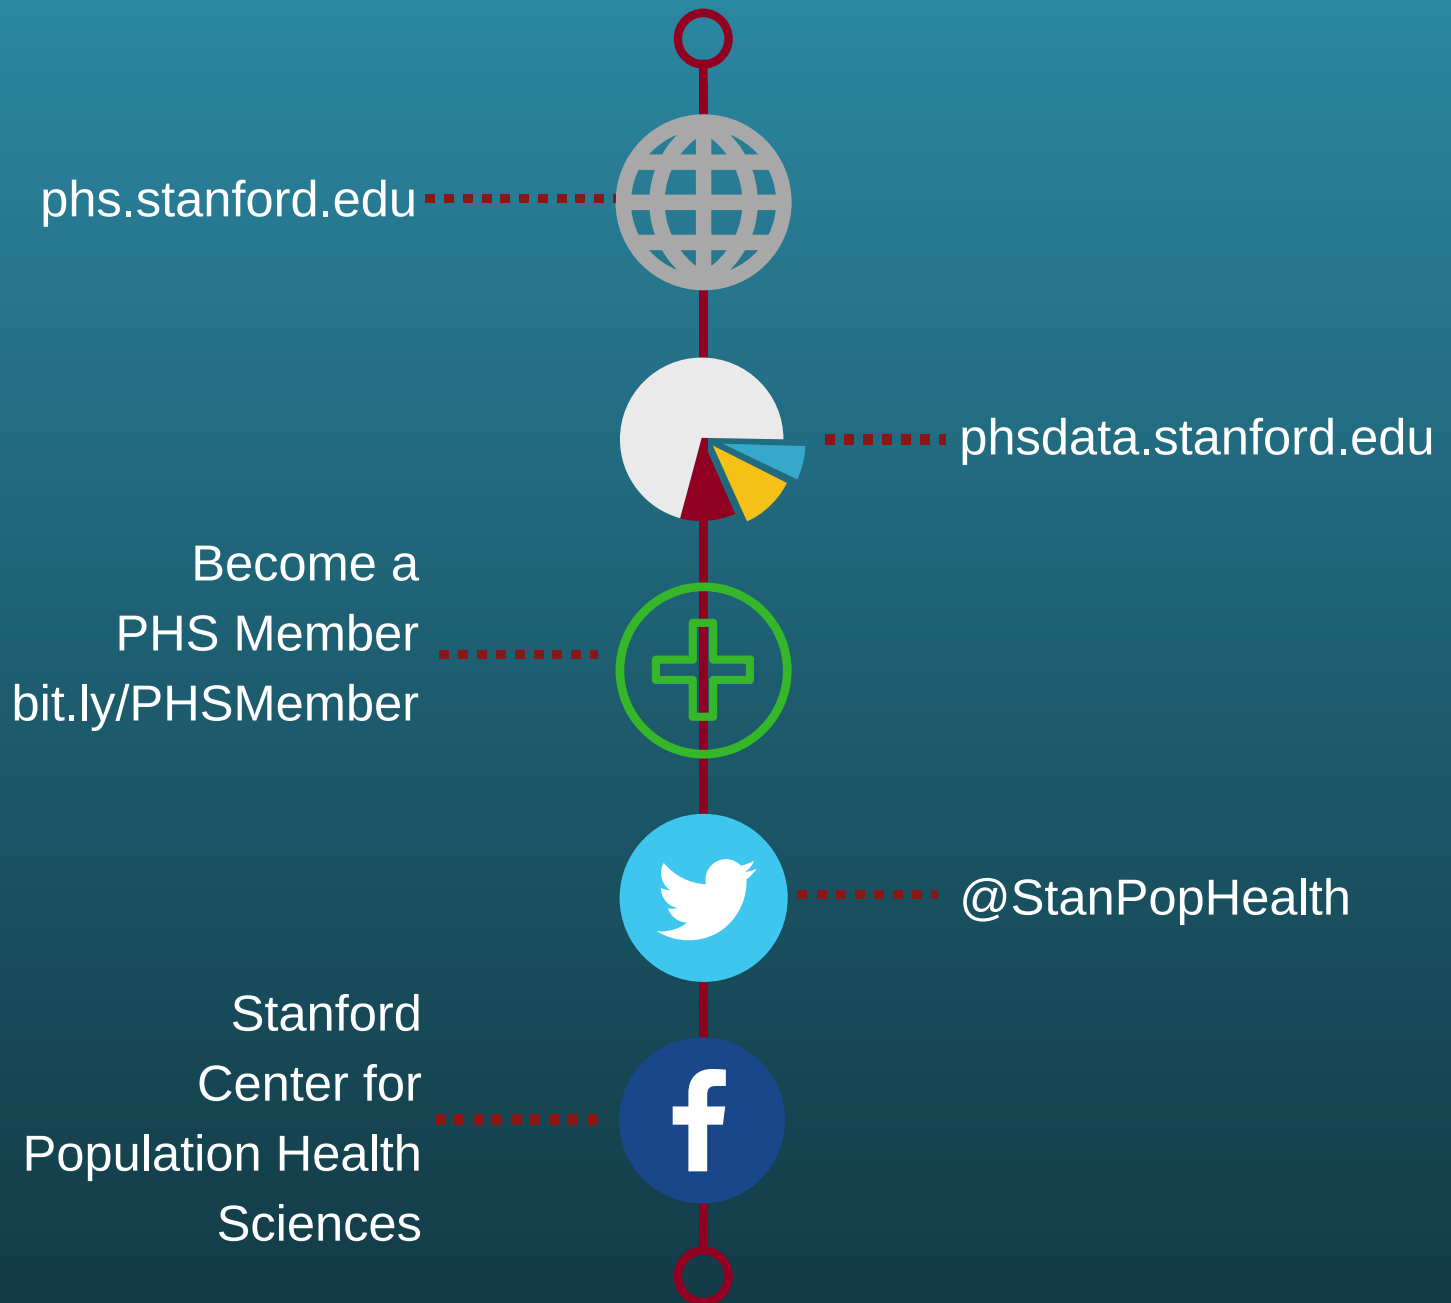 phs.stanford.edu
phsdata.stanford.edu
Become a
PHS Member
bit.ly/PHSMember
@StanPopHealth
Stanford
Center for
Population Health
Sciences